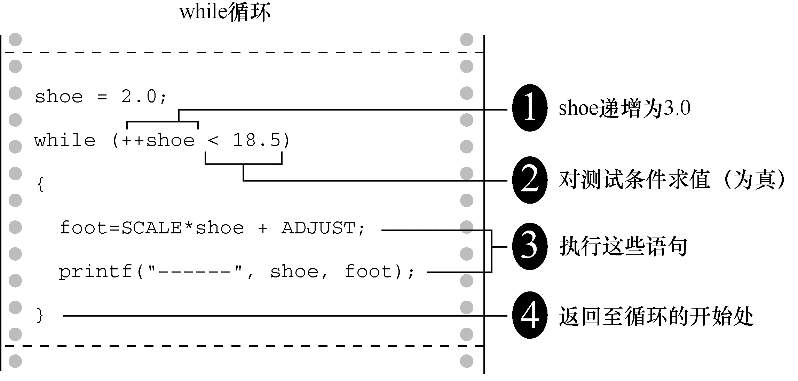 while循环
shoe = 2.0;
1 shoe递增为3.0
while (++shoe < 18.5)
2 对测试条件求值（为真）
{
foot=SCALE*shoe + ADJUST;
3 执行这些语句
printf("------", shoe, foot);
}
4 返回至循环的开始处